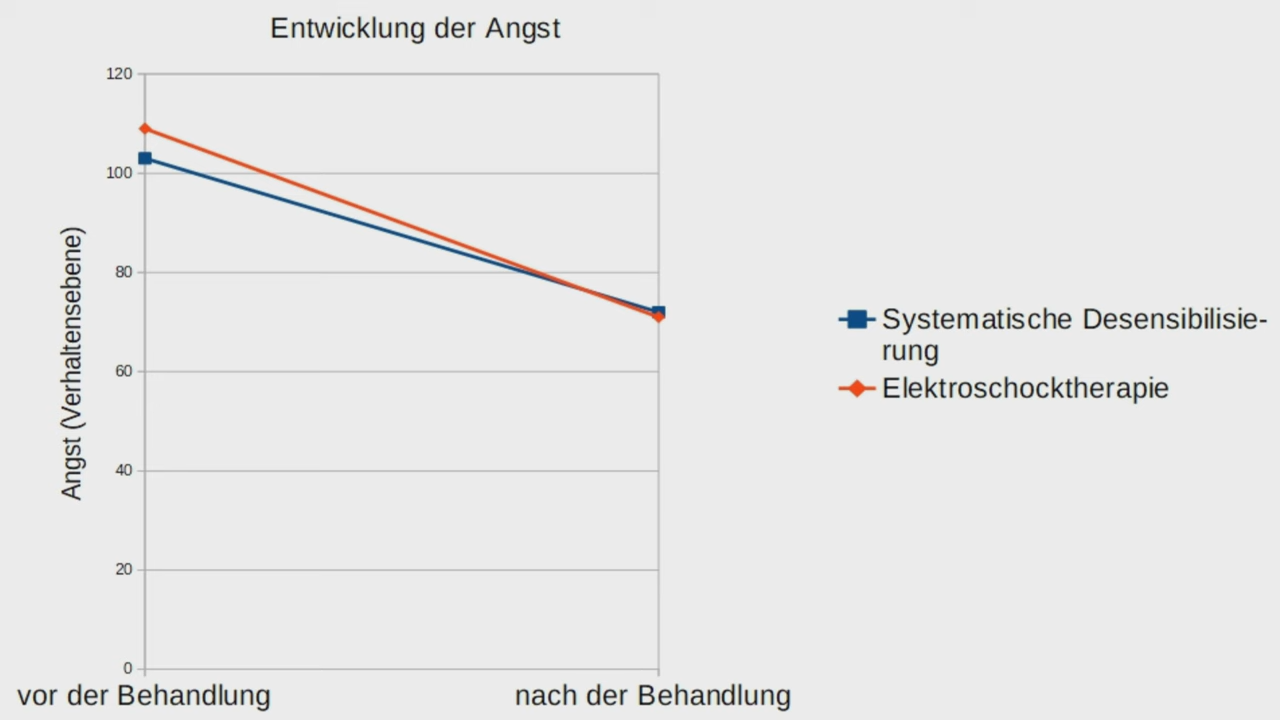 Entwicklung der Angst
120
100
80
60
40
20
0
Angst (Verhaltensebene)
vor der Behandlung
nach der Behandlung
Systematische Desensibilisie-
rung
Elektroschocktherapie